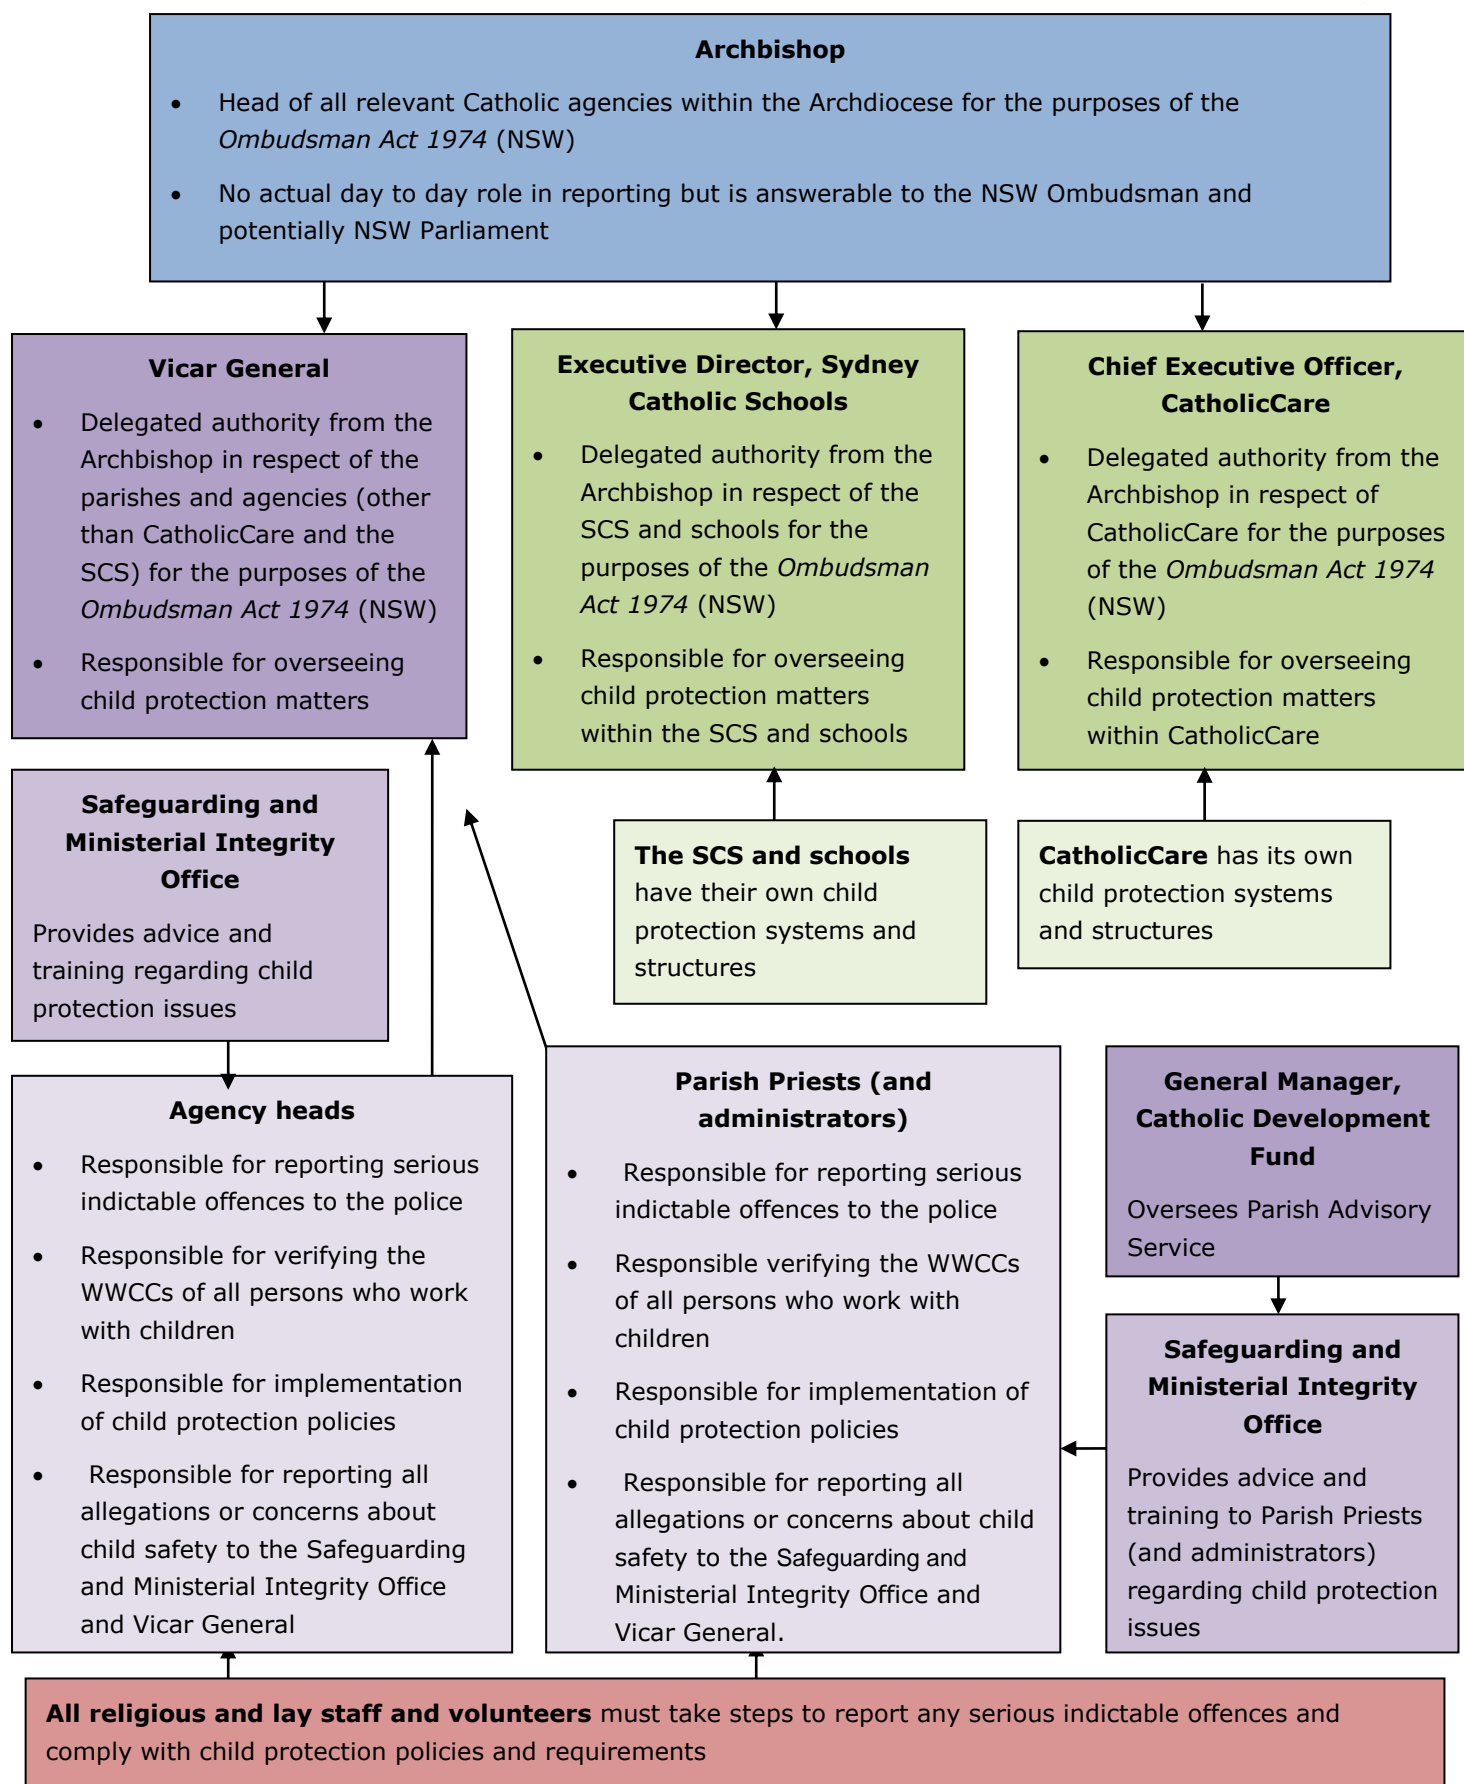 Archbishop
• Head of all relevant Catholic agencies within the Archdiocese for the purposes of the
Ombudsman Act 1974 (NSW)
• No actual day to day role in reporting but is answerable to the NSW Ombudsman and
potentially NSW Parliament
Vicar General
• Delegated authority from the
Archbishop in respect of the
parishes and agencies (other
than CatholicCare and the
SCS) for the purposes of the
Ombudsman Act 1974 (NSW)
• Responsible for overseeing
child protection matters
Executive Director, Sydney
Catholic Schools
• Delegated authority from the
Archbishop in respect of the
SCS and schools for the
purposes of the Ombudsman
Act 1974 (NSW)
• Responsible for overseeing
child protection matters
within the SCS and schools
Chief Executive Officer,
CatholicCare
• Delegated authority from the
Archbishop in respect of
CatholicCare for the purposes
of the Ombudsman Act 1974
(NSW)
• Responsible for overseeing
child protection matters
within CatholicCare
Safeguarding and
Ministerial Integrity
Office
Provides advice and
training regarding child
protection issues
The SCS and schools
have their own child
protection systems and
structures
CatholicCare has its own
child protection systems
and structures
Agency heads
• Responsible for reporting serious
indictable offences to the police
• Responsible for verifying the
WWCCs of all persons who work
with children
• Responsible for implementation
of child protection policies
• Responsible for reporting all
allegations or concerns about
child safety to the Safeguarding
and Ministerial Integrity Office
and Vicar General
Parish Priests (and
administrators)
• Responsible for reporting serious
indictable offences to the police
• Responsible verifying the WWCCs
of all persons who work with
children
• Responsible for implementation of
child protection policies
• Responsible for reporting all
allegations or concerns about child
safety to the Safeguarding and
Ministerial Integrity Office and
Vicar General.
General Manager,
Catholic Development
Fund
Oversees Parish Advisory
Service
Safeguarding and
Ministerial Integrity
Office
Provides advice and
training to Parish Priests
(and administrators)
regarding child protection
issues
All religious and lay staff and volunteers must take steps to report any serious indictable offences and
comply with child protection policies and requirements